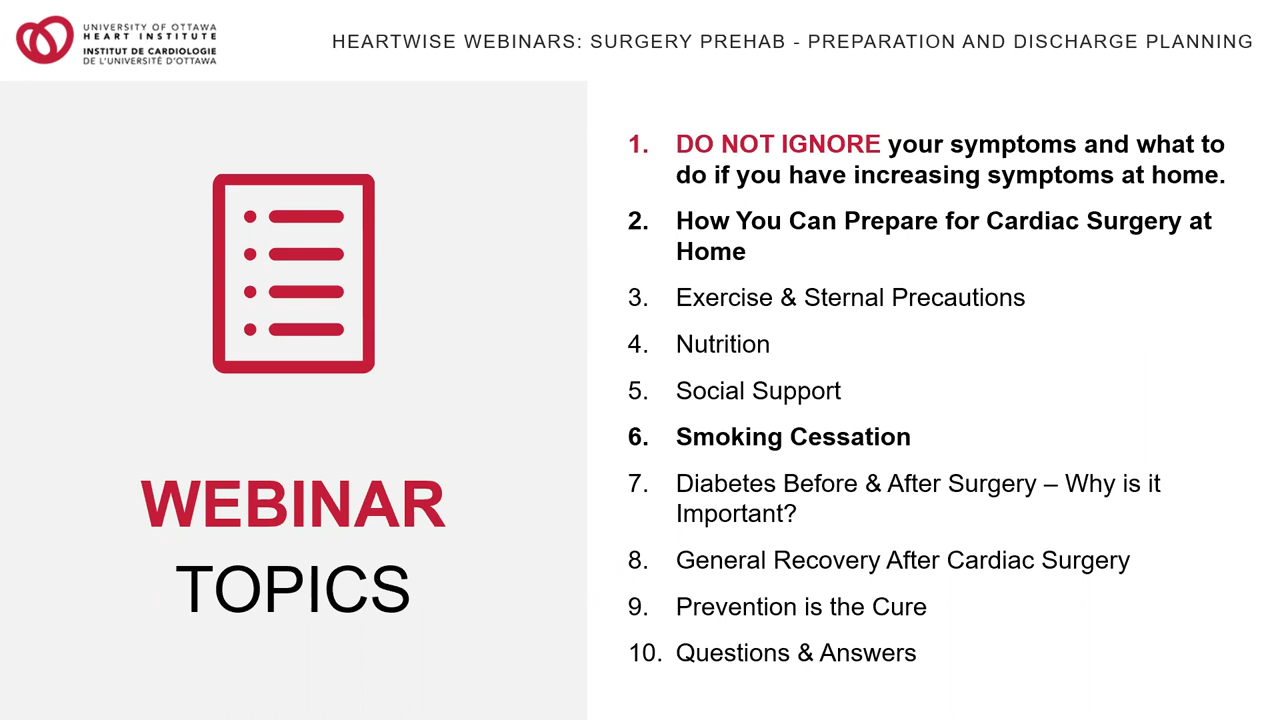 UNIVERSITY OF OTTAWA
HEART INSTITUTE
INSTITUT DE CARDIOLOGIE
DE L'UNIVERSITÉ D'OTTAWA
HEARTWISE WEBINARS: SURGERY PREHAB - PREPARATION AND DISCHARGE PLANNING
WEBINAR
TOPICS
1. DO NOT IGNORE your symptoms and what to
do if you have increasing symptoms at home.
2. How You Can Prepare for Cardiac Surgery at
Home
3. Exercise & Sternal Precautions
4. Nutrition
5. Social Support
6. Smoking Cessation
7. Diabetes Before & After Surgery – Why is it
Important?
8. General Recovery After Cardiac Surgery
9. Prevention is the Cure
10. Questions & Answers